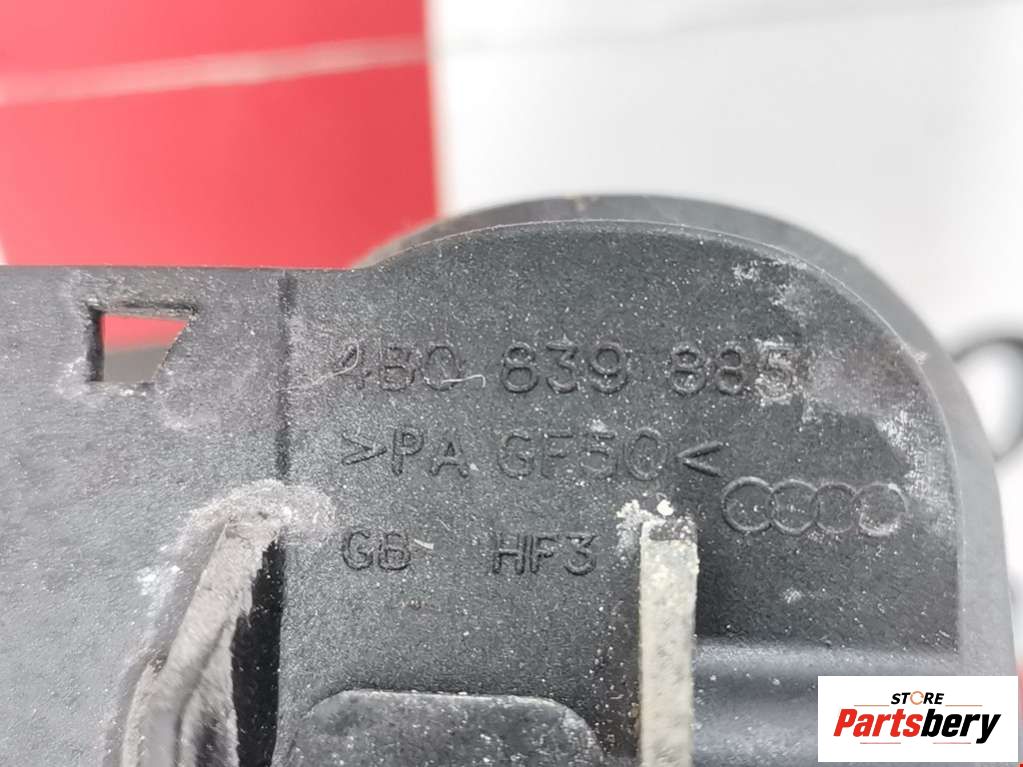 4B0 839 885
>PA GF50<
GB HF3
STORE
Partsbery